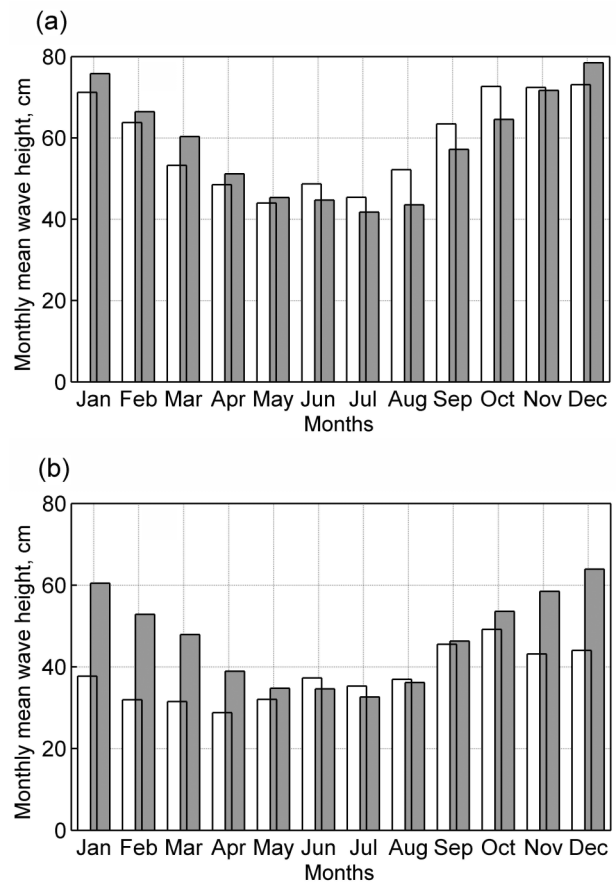 (a)
Monthly mean wave height, cm
80
60
40
20
0
Jan Feb Mar Apr May Jun Jul Aug Sep Oct Nov Dec
Months
(b)
Monthly mean wave height, cm
80
60
40
20
0
Jan Feb Mar Apr May Jun Jul Aug Sep Oct Nov Dec
Months